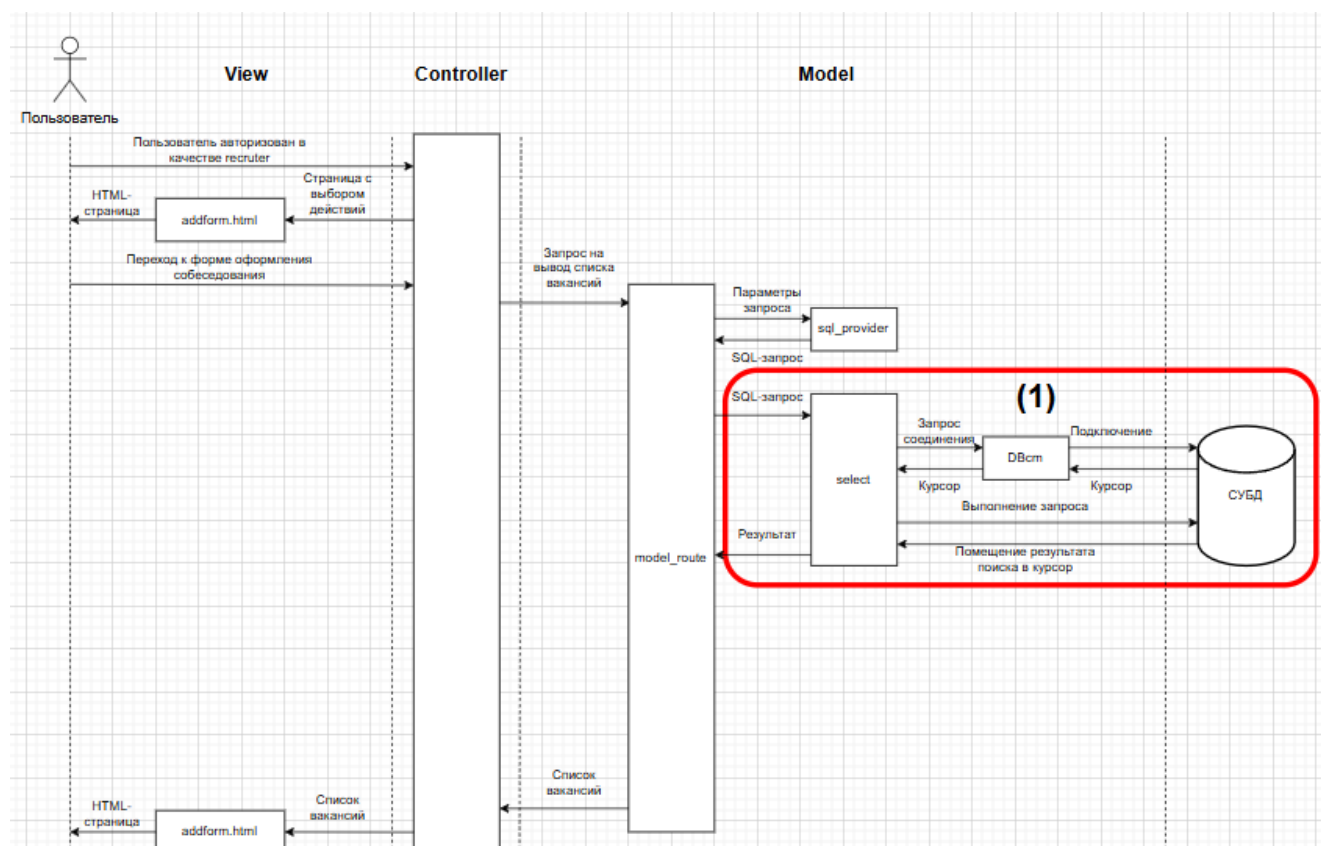 View
Controller
Model
Пользователь
Пользователь авторизован в
качестве recruter
Страница с
выбором
действий
HTML-
страница
addform.html
Переход к форме оформления
собеседования
Запрос на
вывод списка
вакансий
Параметры
запроса
sql_provider
SQL-запрос
SQL-запрос
(1)
Запрос
соединения
Подключение
DBcm
select
Курсор
Курсор
СУБД
Выполнение запроса
Результат
Помещение результата
поиска в курсор
model_route
Список
вакансий
HTML-
страница
addform.html
Список
вакансий